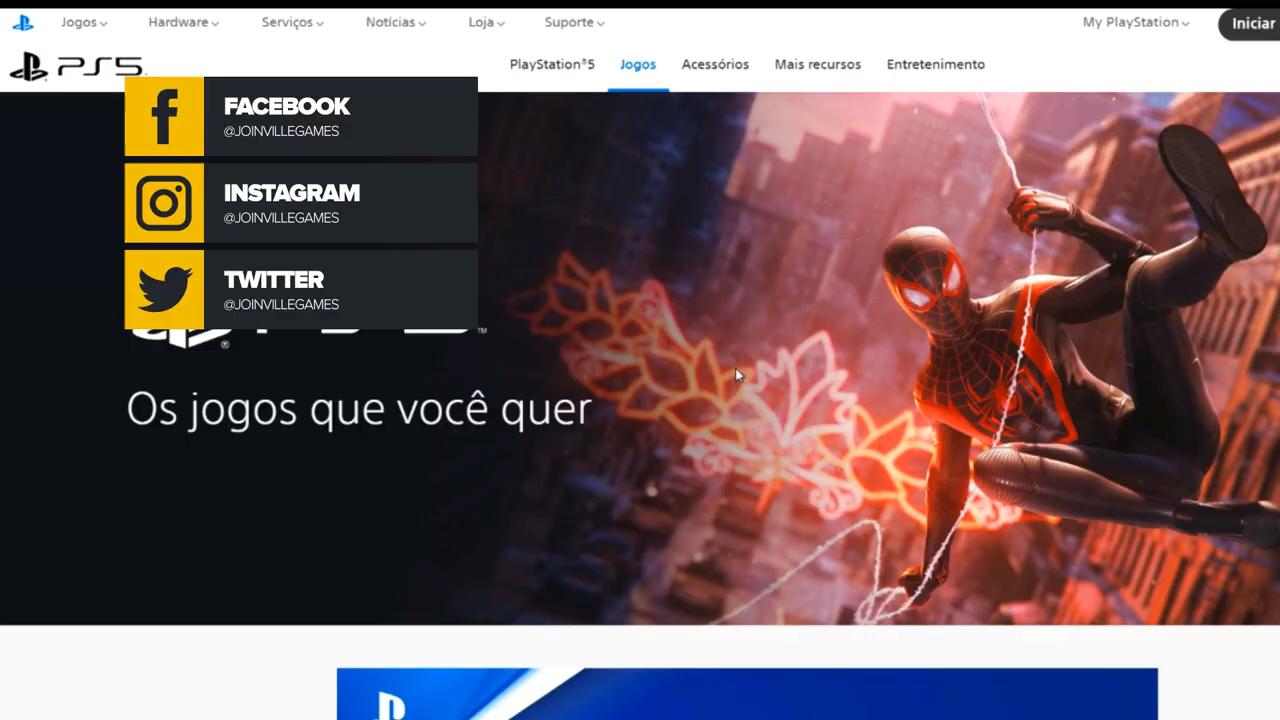 Jogos Hardware Serviços Notícias Loja Suporte My PlayStation Iniciar
PS5 PlayStation®5 Jogos Acessórios Mais recursos Entretenimento
FACEBOOK
@JOINVILLEGAMES
INSTAGRAM
@JOINVILLEGAMES
TWITTER
@JOINVILLEGAMES
Os jogos que você quer